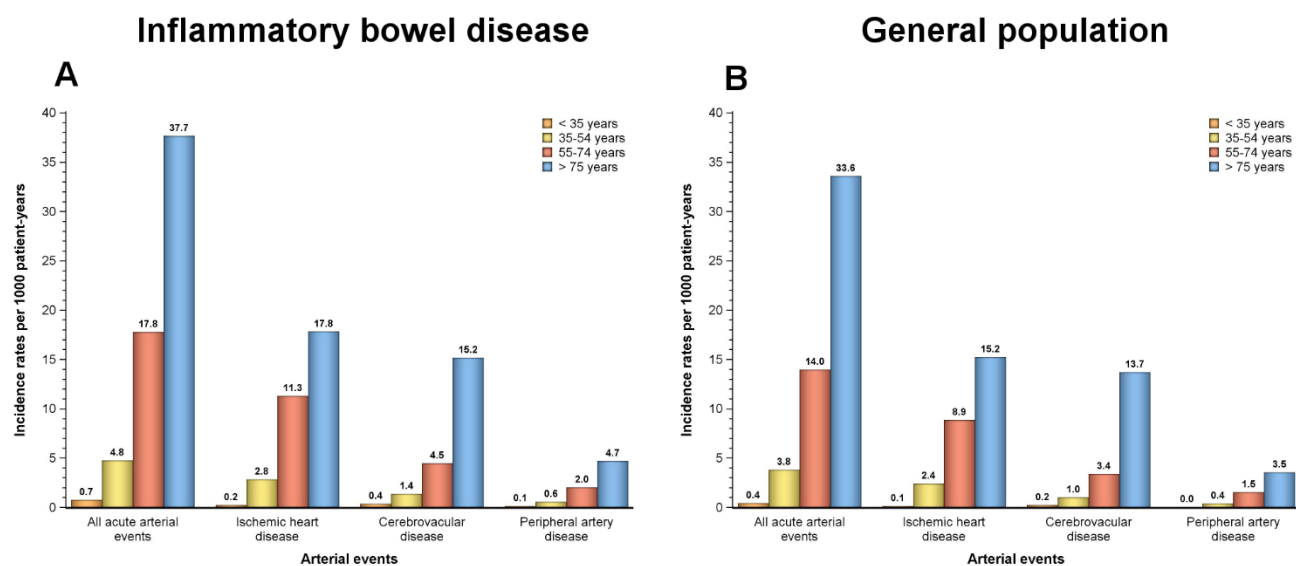 Inflammatory bowel disease
General population
A
40
35
30
25
20
15
10
5
0
Incidence rates per 1000 patient-years
< 35 years
35-54 years
55-74 years
> 75 years
0.7
4.8
17.8
37.7
0.2
2.8
11.3
17.8
0.4
1.4
4.5
15.2
0.1
0.6
2.0
4.7
All acute arterial
events
Ischemic heart
disease
Cerebrovascular
disease
Peripheral artery
disease
Arterial events
B
40
35
30
25
20
15
10
5
0
Incidence rates per 1000 patient-years
< 35 years
35-54 years
55-74 years
> 75 years
0.4
3.8
14.0
33.6
0.1
2.4
8.9
15.2
0.2
1.0
3.4
13.7
0.0
0.4
1.5
3.5
All acute arterial
events
Ischemic heart
disease
Cerebrovascular
disease
Peripheral artery
disease
Arterial events